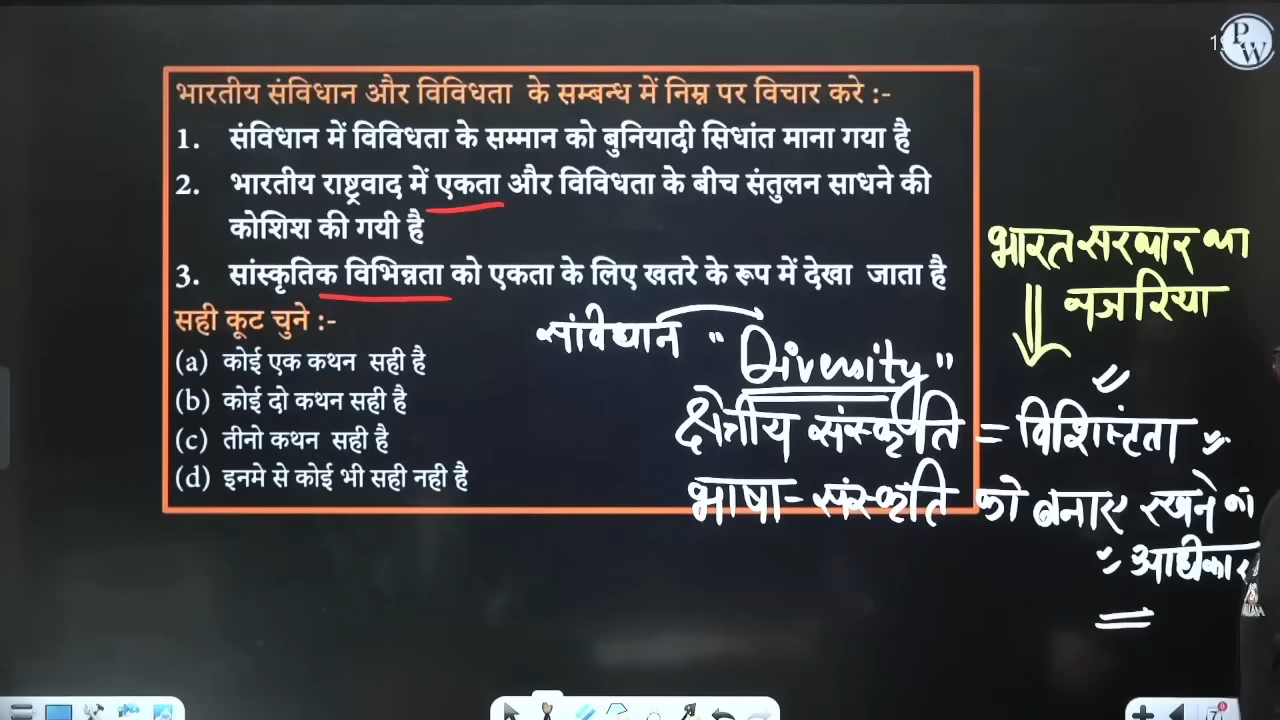 PW
भारतीय संविधान और विविधता के सम्बन्ध में निम्न पर विचार करे :-
1. संविधान में विविधता के सम्मान को बुनियादी सिधांत माना गया है
2. भारतीय राष्ट्रवाद में एकता और विविधता के बीच संतुलन साधने की
कोशिश की गयी है
3. सांस्कृतिक विभिन्नता को एकता के लिए खतरे के रूप में देखा जाता है
सही कूट चुने :-
(a) कोई एक कथन सही है
(b) कोई दो कथन सही है
(c) तीनो कथन सही है
(d) इनमे से कोई भी सही नही है
भारत सरकार का
नजरिया
संविधान "Diversity"
क्षेत्रीय संस्कृति = विशिष्टता
भाषा - संस्कृति को बनाए रखने का
अधिकार